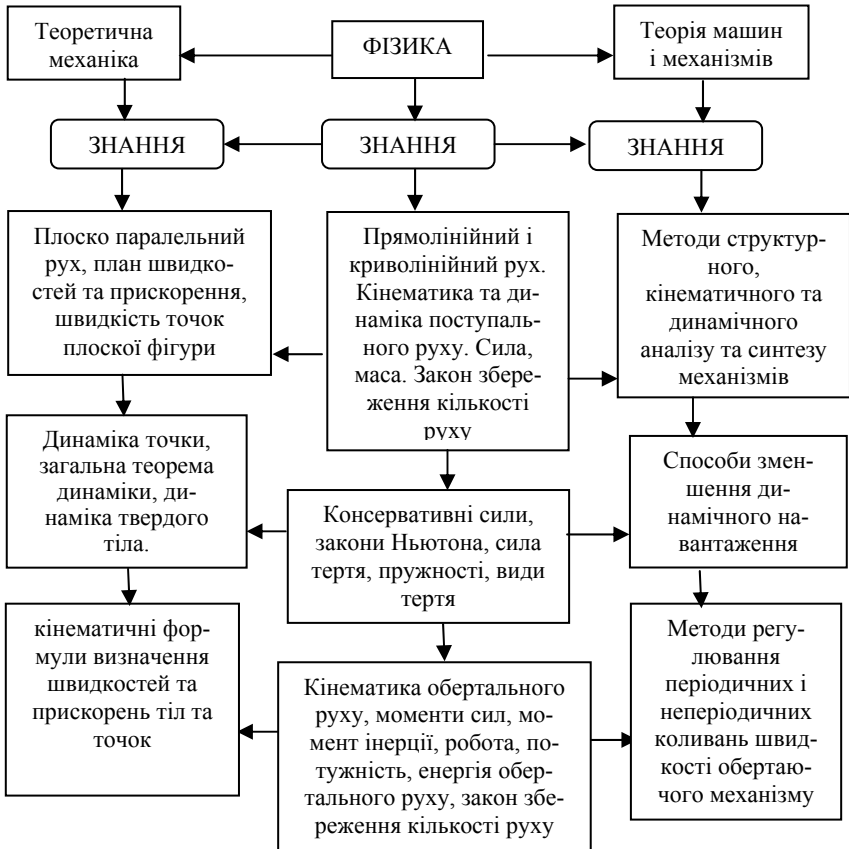 Теоретична
механіка
ФІЗИКА
Теорія машин
і механізмів
ЗНАННЯ
ЗНАННЯ
ЗНАННЯ
Плоско паралельний
рух, план швидко-
стей та прискорення,
швидкість точок
плоскої фігури
Прямолінійний і
криволінійний рух.
Кінематика та ди-
наміка поступаль-
ного руху. Сила,
маса. Закон збере-
ження кількості
руху
Методи структур-
ного,
кінематичного та
динамічного
аналізу та синтезу
механізмів
Динаміка точки,
загальна теорема
динаміки, ди-
наміка твердого
тіла.
Консервативні сили,
закони Ньютона, сила
тертя, пружності, види
тертя
Способи змен-
шення ди-
намічного на-
вантаження
кінематичні фор-
мули визначення
швидкостей та
прискорень тіл та
точок
Кінематика обертального
руху, моменти сил, мо-
мент інерції, робота, по-
тужність, енергія обер-
тального руху, закон збе-
реження кількості руху
Методи регу-
лювання
періодичних і
неперіодичних
коливань швид-
кості обертаю-
чого механізму